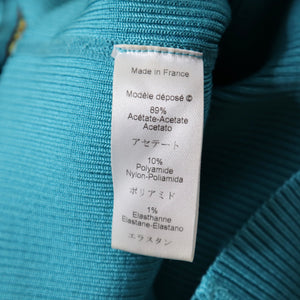 Made in France
Modèle déposé ©
89%
Acétate-Acetate
Acetato
アセテート
10%
Polyamide
Nylon-Poliamida
ポリアミド
1%
Elasthanne
Elastane-Elastano
エラスタン